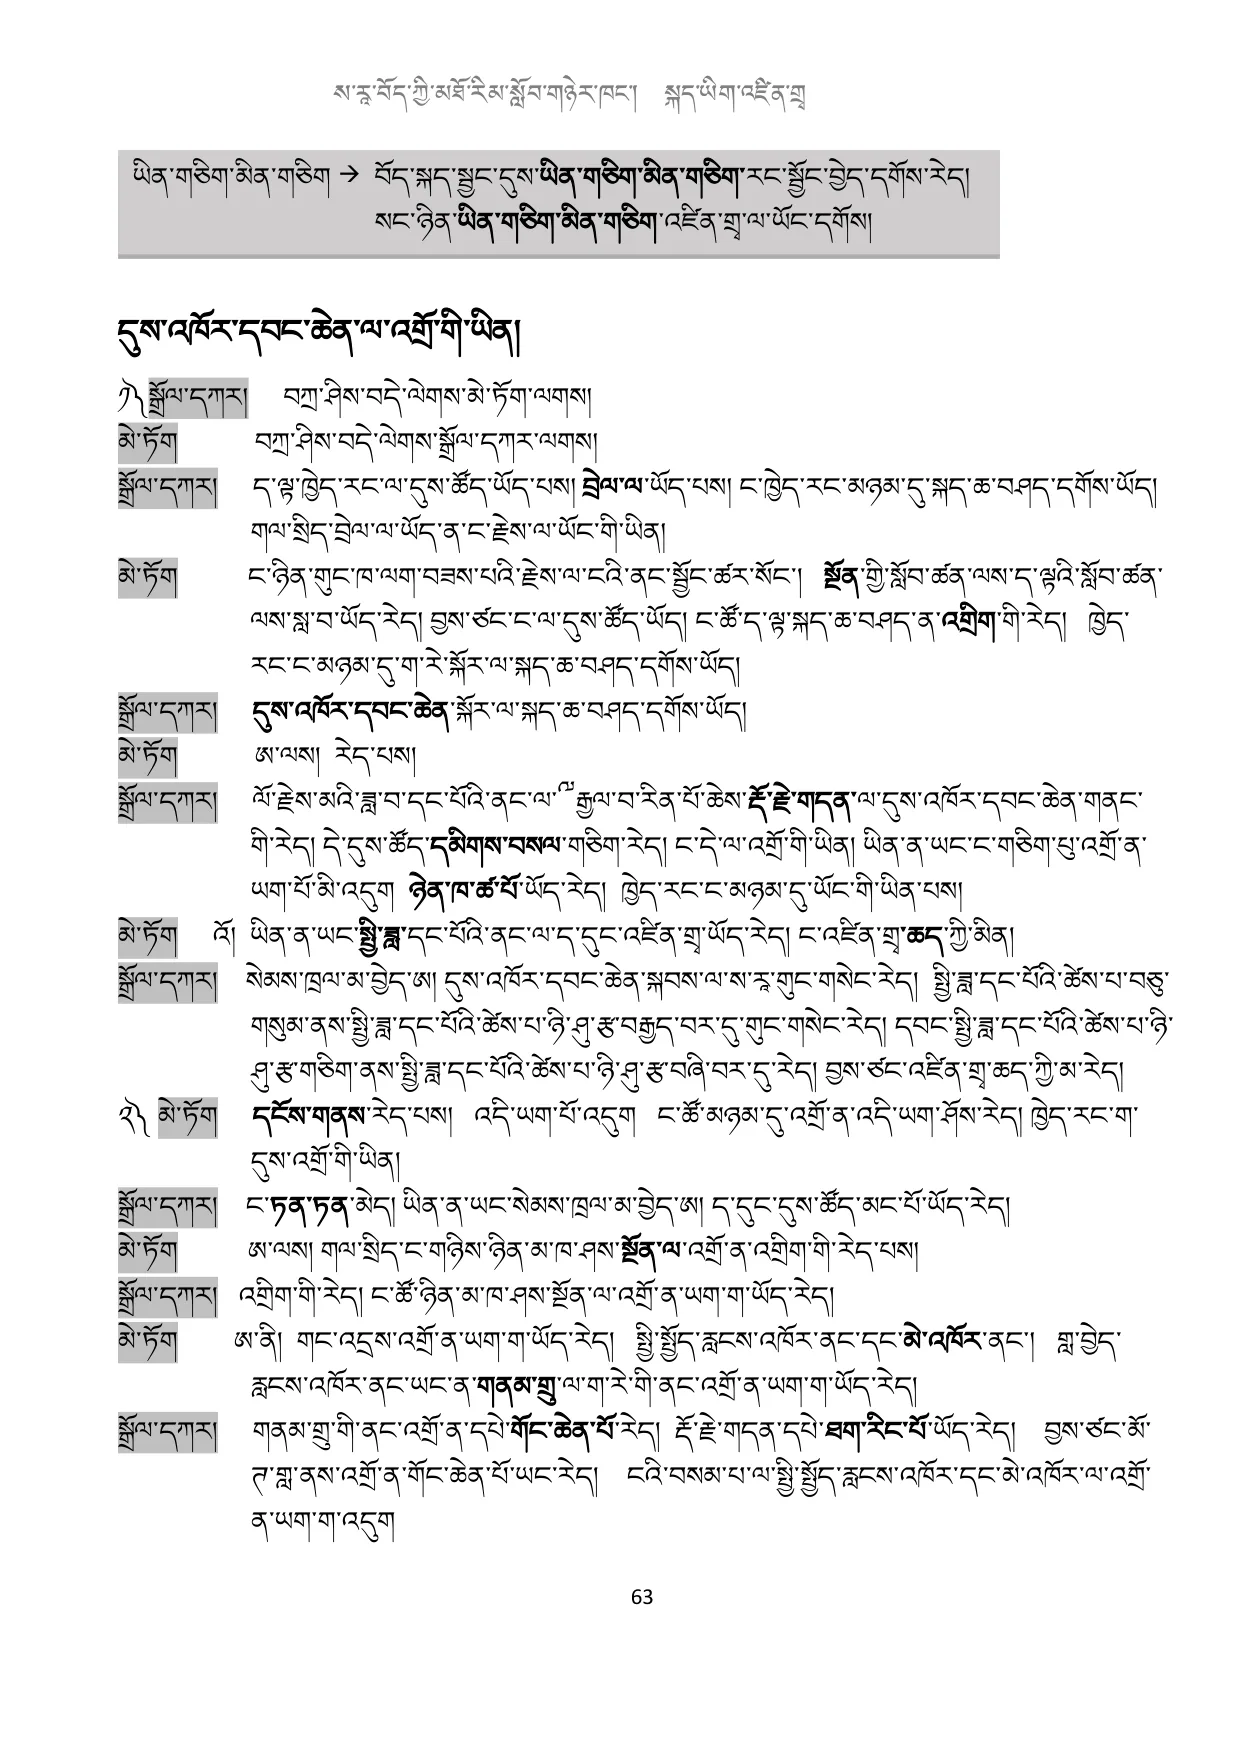 ས་རཱ་བོད་ཀྱི་མཐོ་རིམ་སློབ་གཉེར་ཁང་། སྐད་ཡིག་འཛིན་གྲྭ
ཡིན་གཅིག་མིན་གཅིག → བོད་སྐད་སྦྱང་དུས་ཡིན་གཅིག་མིན་གཅིག་རང་སྦྱོང་བྱེད་དགོས་རེད།
སང་ཉིན་ཡིན་གཅིག་མིན་གཅིག་འཛིན་གྲྭ་ལ་ཡོང་དགོས།
དུས་འཁོར་དབང་ཆེན་ལ་འགྲོ་གི་ཡིན།
༡༽ སྒྲོལ་དཀར། བཀྲ་ཤིས་བདེ་ལེགས་མེ་ཏོག་ལགས།
མེ་ཏོག བཀྲ་ཤིས་བདེ་ལེགས་སྒྲོལ་དཀར་ལགས།
སྒྲོལ་དཀར། ད་ལྟ་ཁྱེད་རང་ལ་དུས་ཚོད་ཡོད་པས། བྲེལ་ལ་ཡོད་པས། ང་ཁྱེད་རང་མཉམ་དུ་སྐད་ཆ་བཤད་དགོས་ཡོད།
གལ་སྲིད་བྲེལ་ལ་ཡོད་ན་ང་རྗེས་ལ་ཡོང་གི་ཡིན།
མེ་ཏོག ང་ཉིན་གུང་ཁ་ལག་བཟས་པའི་རྗེས་ལ་ངའི་ནང་སྦྱོང་ཚར་སོང་། སྔོན་གྱི་སློབ་ཚན་ལས་ད་ལྟའི་སློབ་ཚན་
ལས་སླ་བ་ཡོད་རེད། བྱས་ཙང་ང་ལ་དུས་ཚོད་ཡོད། ང་ཚོ་ད་ལྟ་སྐད་ཆ་བཤད་ན་འགྲིག་གི་རེད། ཁྱེད་
རང་ང་མཉམ་དུ་ག་རེ་སྐོར་ལ་སྐད་ཆ་བཤད་དགོས་ཡོད།
སྒྲོལ་དཀར། དུས་འཁོར་དབང་ཆེན་སྐོར་ལ་སྐད་ཆ་བཤད་དགོས་ཡོད།
མེ་ཏོག ཨ་ལས། རེད་པས།
སྒྲོལ་དཀར། ལོ་རྗེས་མའི་ཟླ་བ་དང་པོའི་ནང་ལ་༸རྒྱལ་བ་རིན་པོ་ཆེས་རྡོ་རྗེ་གདན་ལ་དུས་འཁོར་དབང་ཆེན་གནང་
གི་རེད། དེ་དུས་ཚོད་དམིགས་བསལ་གཅིག་རེད། ང་དེ་ལ་འགྲོ་གི་ཡིན། ཡིན་ན་ཡང་ང་གཅིག་པུ་འགྲོ་ན་
ཡག་པོ་མི་འདུག ཉེན་ཁ་ཚ་པོ་ཡོད་རེད། ཁྱེད་རང་ང་མཉམ་དུ་ཡོང་གི་ཡིན་པས།
མེ་ཏོག འོ། ཡིན་ན་ཡང་སྤྱི་ཟླ་དང་པོའི་ནང་ལ་ད་དུང་འཛིན་གྲྭ་ཡོད་རེད། ང་འཛིན་གྲྭ་ཆད་ཀྱི་མིན།
སྒྲོལ་དཀར། སེམས་ཁྲལ་མ་བྱེད་ཨ། དུས་འཁོར་དབང་ཆེན་སྐབས་ལ་ས་རཱ་གུང་གསེང་རེད། སྤྱི་ཟླ་དང་པོའི་ཚེས་པ་བཅུ་
གསུམ་ནས་སྤྱི་ཟླ་དང་པོའི་ཚེས་པ་ཉི་ཤུ་རྩ་བརྒྱད་བར་དུ་གུང་གསེང་རེད། དབང་སྤྱི་ཟླ་དང་པོའི་ཚེས་པ་ཉི་
ཤུ་རྩ་གཅིག་ནས་སྤྱི་ཟླ་དང་པོའི་ཚེས་པ་ཉི་ཤུ་རྩ་བཞི་བར་དུ་རེད། བྱས་ཙང་འཛིན་གྲྭ་ཆད་ཀྱི་མ་རེད།
༢༽ མེ་ཏོག དངོས་གནས་རེད་པས། འདི་ཡག་པོ་འདུག ང་ཚོ་མཉམ་དུ་འགྲོ་ན་འདི་ཡག་ཤོས་རེད། ཁྱེད་རང་ག་
དུས་འགྲོ་གི་ཡིན།
སྒྲོལ་དཀར། ང་ཏན་ཏན་མེད། ཡིན་ན་ཡང་སེམས་ཁྲལ་མ་བྱེད་ཨ། ད་དུང་དུས་ཚོད་མང་པོ་ཡོད་རེད།
མེ་ཏོག ཨ་ལས། གལ་སྲིད་ང་གཉིས་ཉིན་མ་ཁ་ཤས་སྔོན་ལ་འགྲོ་ན་འགྲིག་གི་རེད་པས།
སྒྲོལ་དཀར། འགྲིག་གི་རེད། ང་ཚོ་ཉིན་མ་ཁ་ཤས་སྔོན་ལ་འགྲོ་ན་ཡག་ག་ཡོད་རེད།
མེ་ཏོག ཨ་ནི། གང་འདྲས་འགྲོ་ན་ཡག་ག་ཡོད་རེད། སྤྱི་སྤྱོད་རླངས་འཁོར་ནང་དང་མེ་འཁོར་ནང་། གླ་བྱེད་
རླངས་འཁོར་ནང་ཡང་ན་གནམ་གྲུ་ལ་ག་རེ་གི་ནང་འགྲོ་ན་ཡག་ག་ཡོད་རེད།
སྒྲོལ་དཀར། གནམ་གྲུ་གི་ནང་འགྲོ་ན་དཔེ་གོང་ཆེན་པོ་རེད། རྡོ་རྗེ་གདན་དཔེ་ཐག་རིང་པོ་ཡོད་རེད། བྱས་ཙང་མོ་
ཊ་གླ་ནས་འགྲོ་ན་གོང་ཆེན་པོ་ཡང་རེད། ངའི་བསམ་པ་ལ་སྤྱི་སྤྱོད་རླངས་འཁོར་དང་མེ་འཁོར་ལ་འགྲོ་
ན་ཡག་ག་འདུག
63